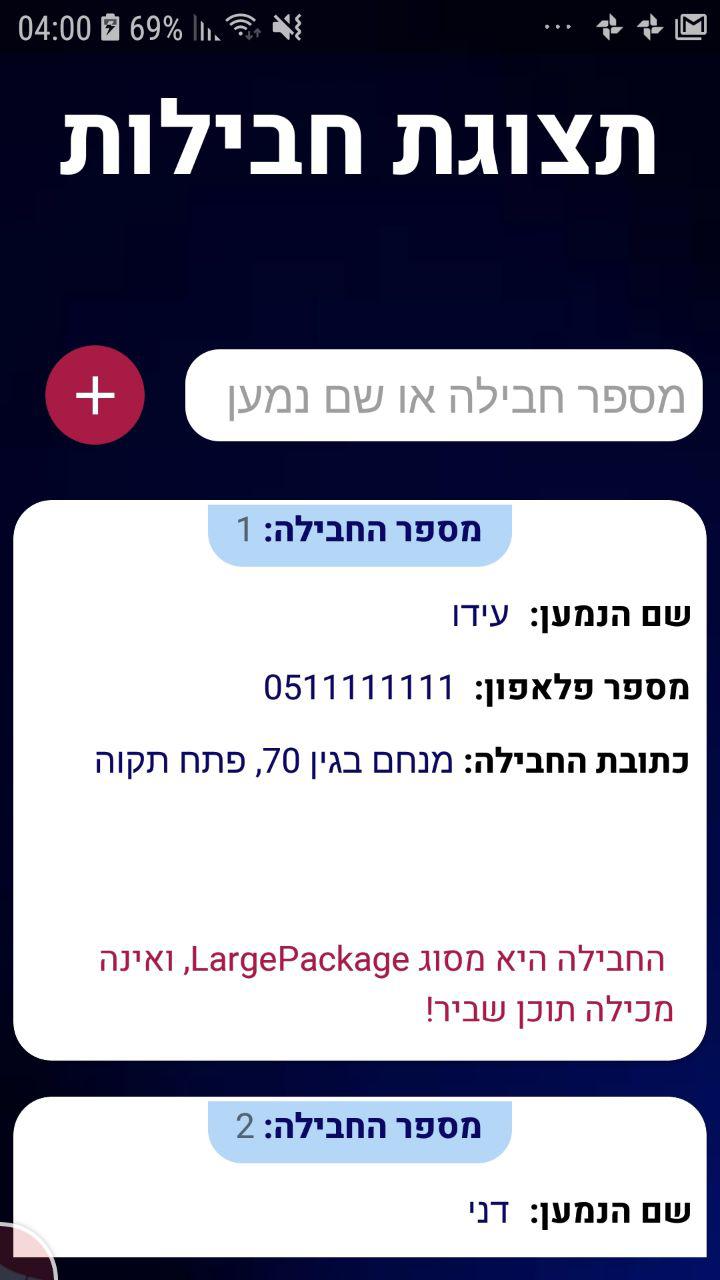 04:00 69%
תצוגת חבילות
מספר חבילה או שם נמען
מספר החבילה: 1
שם הנמען: עידו
מספר פלאפון: 0511111111
כתובת החבילה: מנחם בגין 70, פתח תקוה
החבילה היא מסוג LargePackage, ואינה
מכילה תוכן שביר!
מספר החבילה: 2
שם הנמען: דני